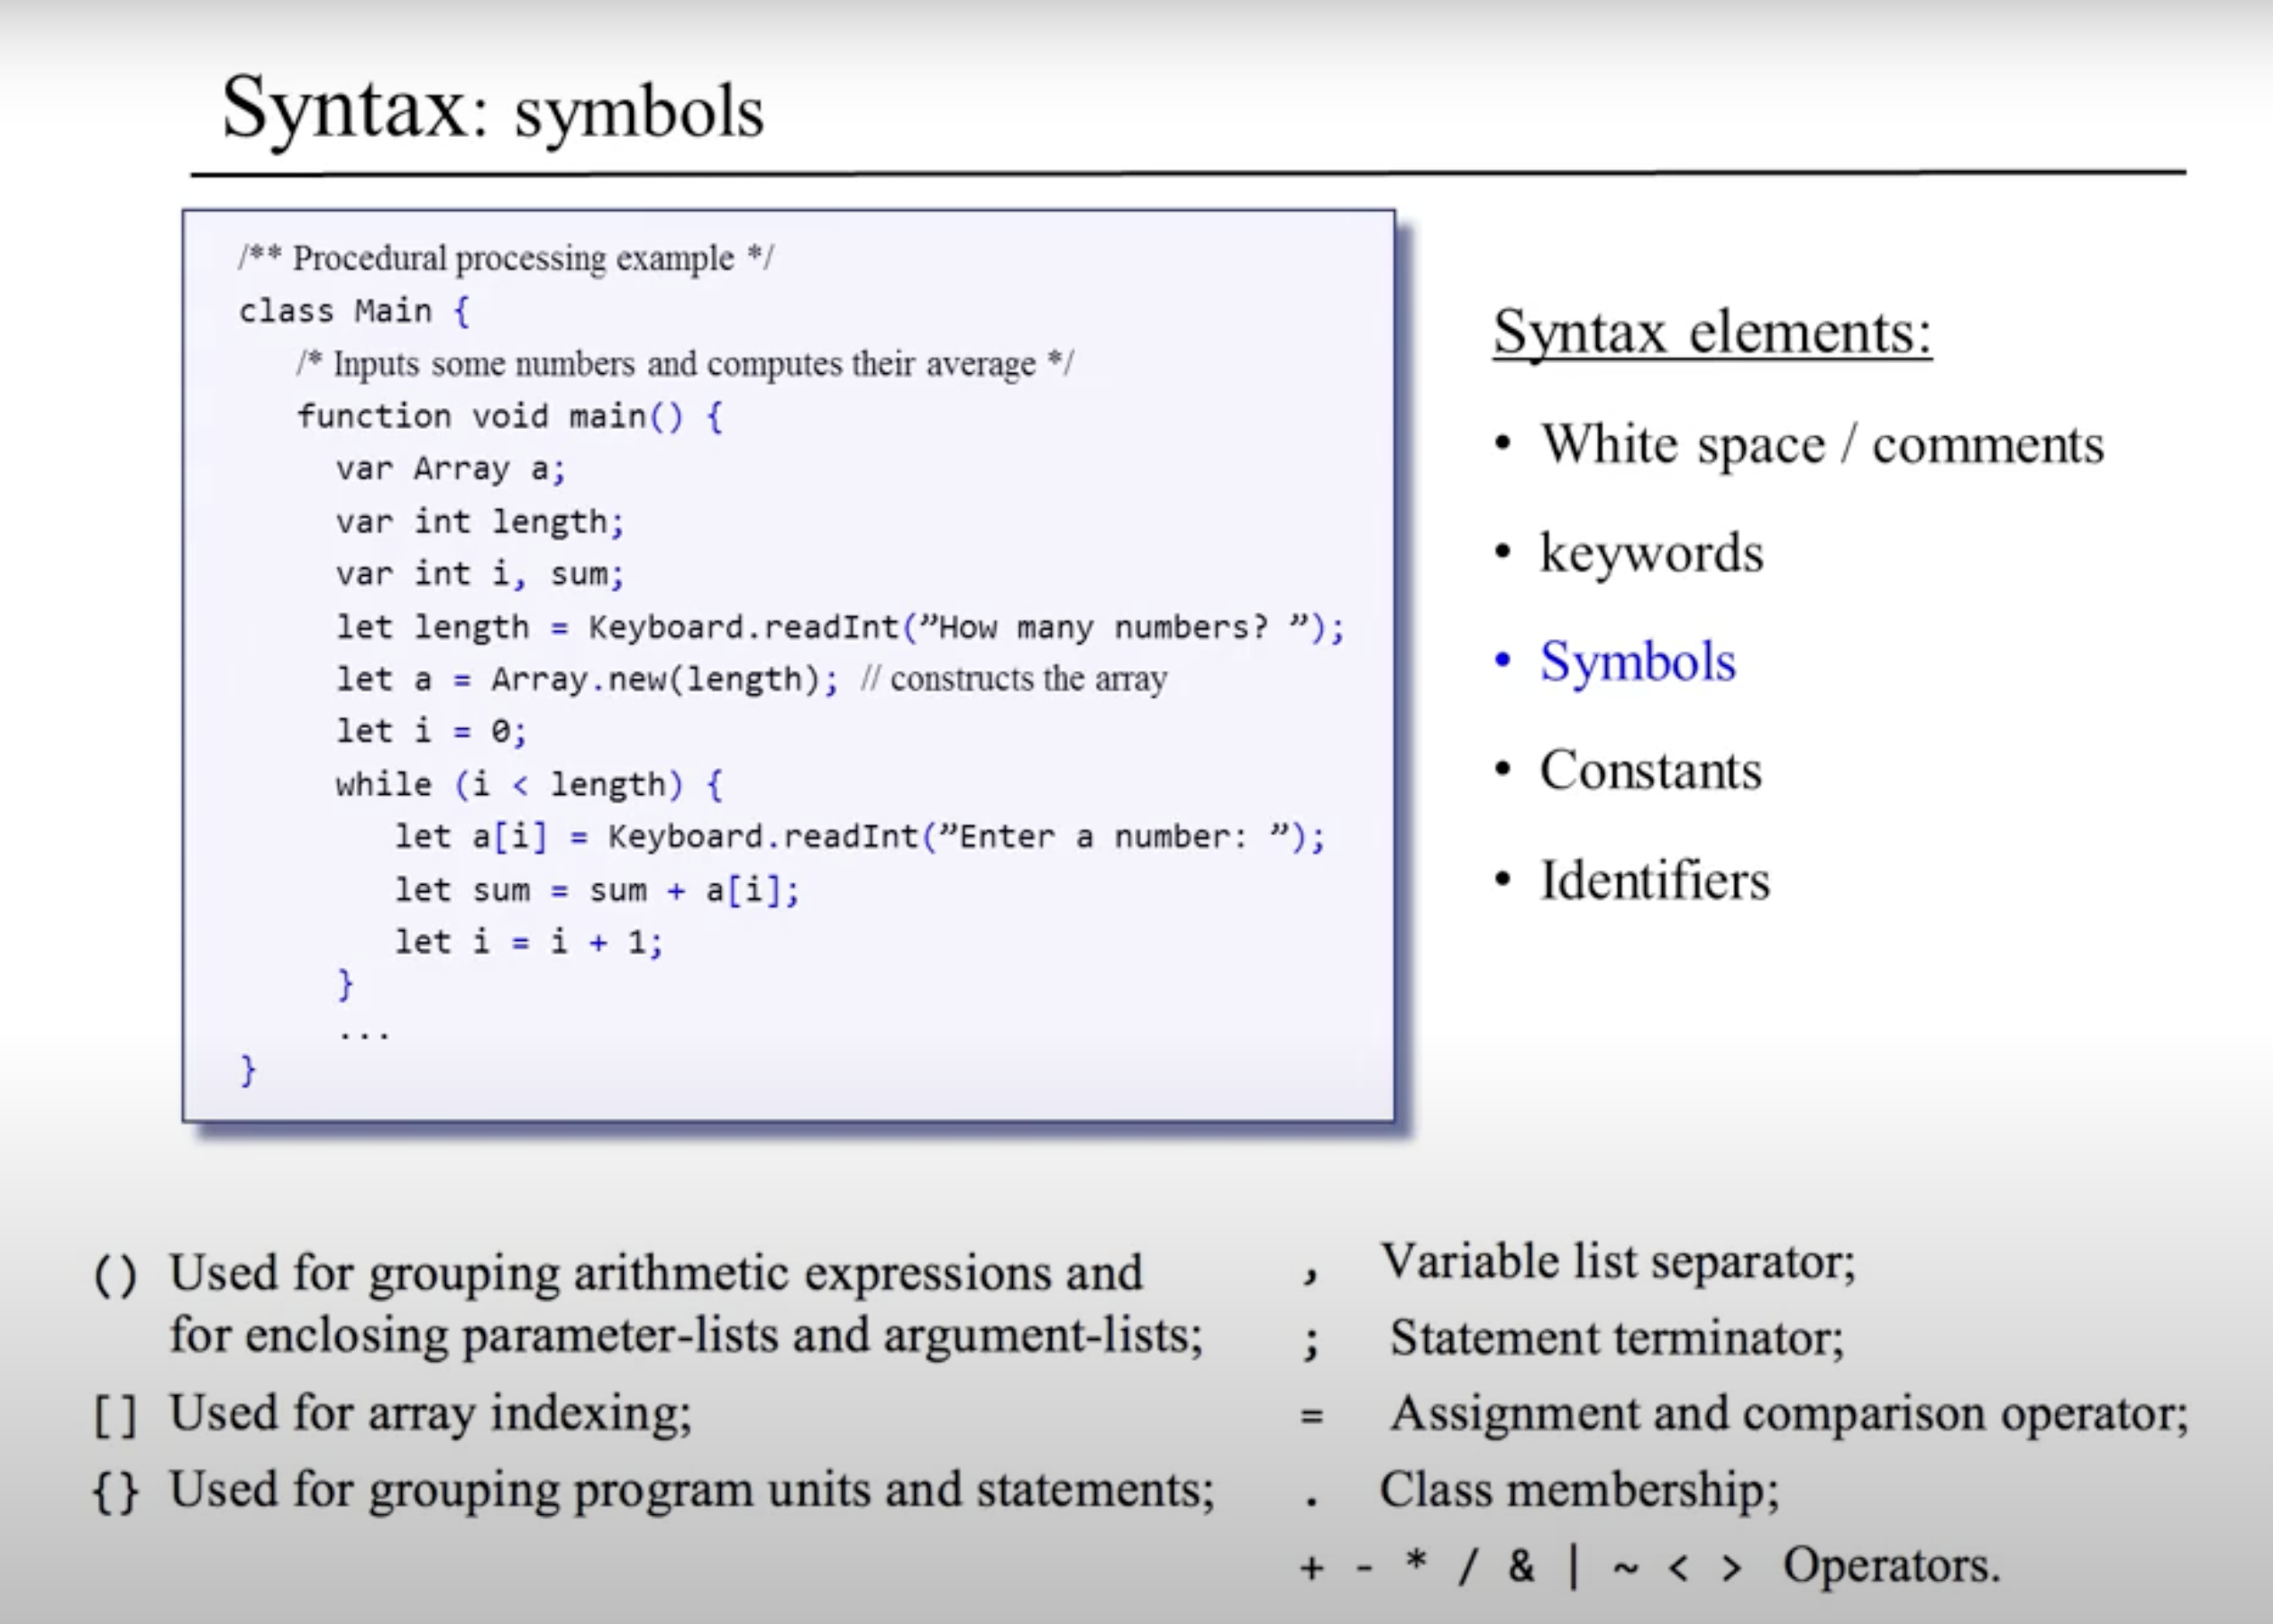 Syntax: symbols
/** Procedural processing example */
class Main {
/* Inputs some numbers and computes their average */
function void main() {
var Array a;
var int length;
var int i, sum;
let length = Keyboard.readInt(”How many numbers? ”);
let a = Array.new(length); // constructs the array
let i = 0;
while (i < length) {
let a[i] = Keyboard.readInt(”Enter a number: ”);
let sum = sum + a[i];
let i = i + 1;
}
...
}
Syntax elements:
• White space / comments
• keywords
• Symbols
• Constants
• Identifiers
() Used for grouping arithmetic expressions and
for enclosing parameter-lists and argument-lists;
[] Used for array indexing;
{} Used for grouping program units and statements;
, Variable list separator;
; Statement terminator;
= Assignment and comparison operator;
. Class membership;
+ - * / & | ~ < > Operators.